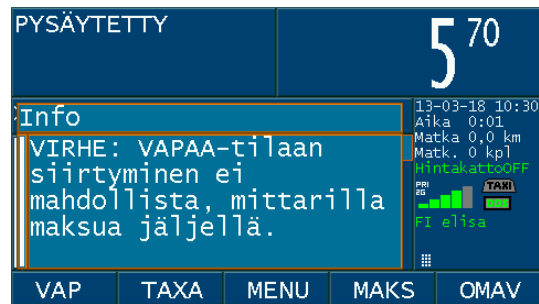 PYSÄYTETTY
5 70
Info
VIRHE: VAPAA-tilaan
siirtyminen ei
mahdollista, mittarilla
maksua jäljellä.
13-03-18 10:30
Aika 0:01
Matka 0,0 km
Matk. 0 kpl
HintakattoOFF
PRI
2G
TAXI
FI elisa
VAP TAXA MENU MAKS OMAV